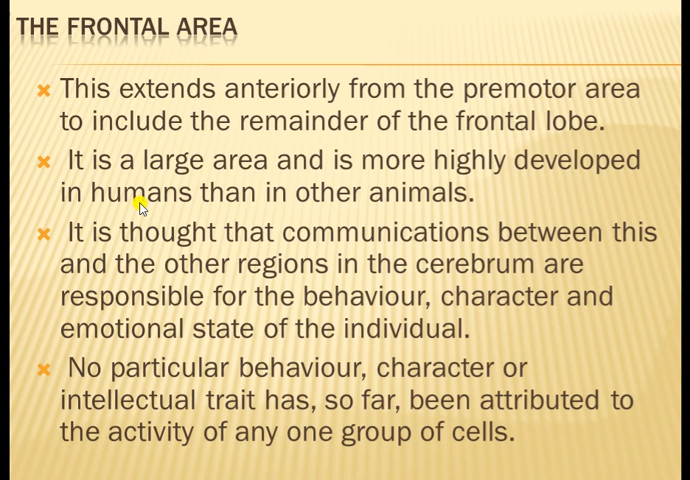 THE FRONTAL AREA
This extends anteriorly from the premotor area
to include the remainder of the frontal lobe.
It is a large area and is more highly developed
in humans than in other animals.
It is thought that communications between this
and the other regions in the cerebrum are
responsible for the behaviour, character and
emotional state of the individual.
No particular behaviour, character or
intellectual trait has, so far, been attributed to
the activity of any one group of cells.